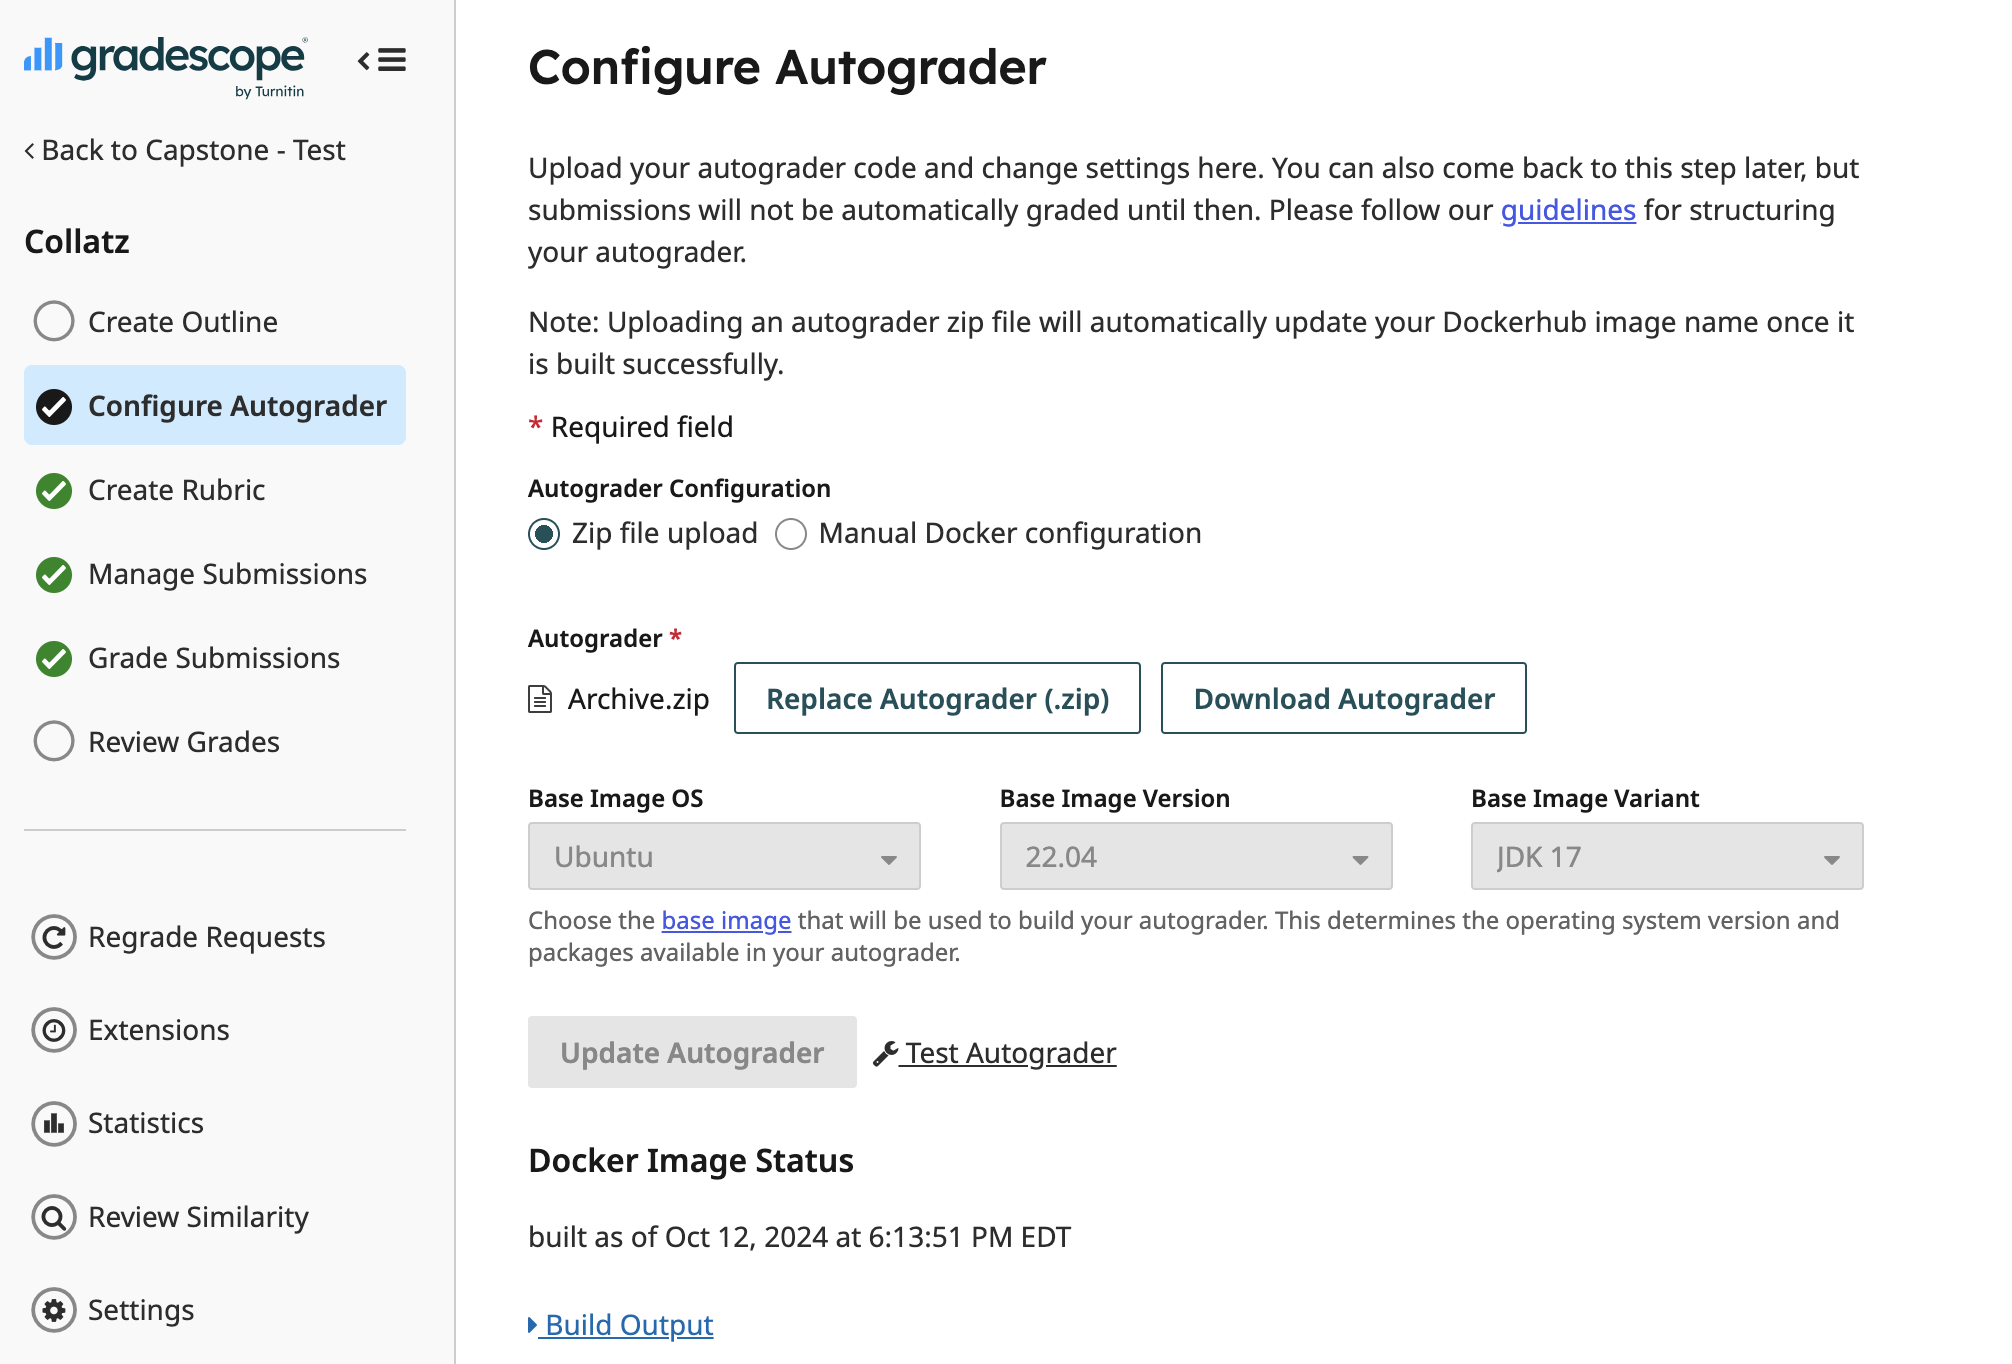 gradescope
by Turnitin
Back to Capstone - Test
Collatz
Create Outline
Configure Autograder
Create Rubric
Manage Submissions
Grade Submissions
Review Grades
Regrade Requests
Extensions
Statistics
Review Similarity
Settings
Configure Autograder
Upload your autograder code and change settings here. You can also come back to this step later, but
submissions will not be automatically graded until then. Please follow our guidelines for structuring
your autograder.
Note: Uploading an autograder zip file will automatically update your Dockerhub image name once it
is built successfully.
* Required field
Autograder Configuration
Zip file upload Manual Docker configuration
Autograder *
Archive.zip Replace Autograder (.zip) Download Autograder
Base Image OS Base Image Version Base Image Variant
Ubuntu 22.04 JDK 17
Choose the base image that will be used to build your autograder. This determines the operating system version and
packages available in your autograder.
Update Autograder Test Autograder
Docker Image Status
built as of Oct 12, 2024 at 6:13:51 PM EDT
Build Output